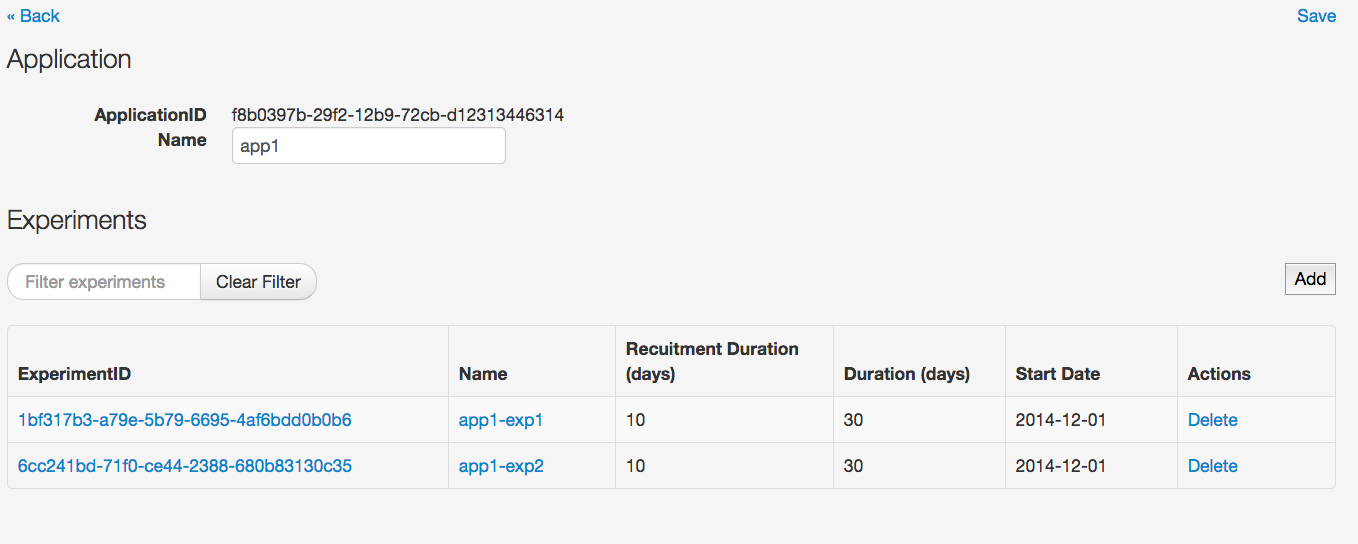 « Back Save
Application
ApplicationID f8b0397b-29f2-12b9-72cb-d12313446314
Name app1
Experiments
Filter experiments Clear Filter Add
ExperimentID Name Recuitment Duration (days) Duration (days) Start Date Actions
1bf317b3-a79e-5b79-6695-4af6bdd0b0b6 app1-exp1 10 30 2014-12-01 Delete
6cc241bd-71f0-ce44-2388-680b83130c35 app1-exp2 10 30 2014-12-01 Delete